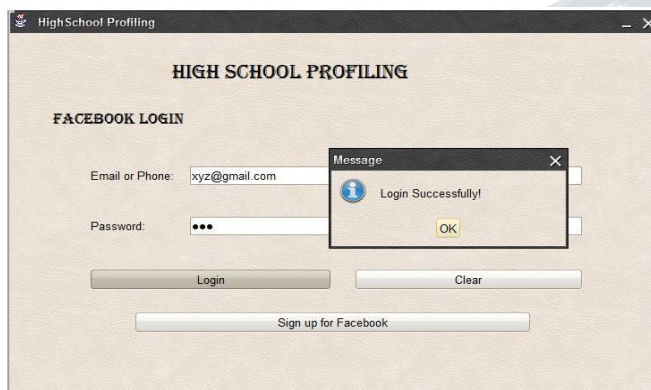 HighSchool Profiling
HIGH SCHOOL PROFILING
FACEBOOK LOGIN
Message
Email or Phone: xyz@gmail.com
Login Successfully!
OK
Password: ●●●
Login Clear
Sign up for Facebook